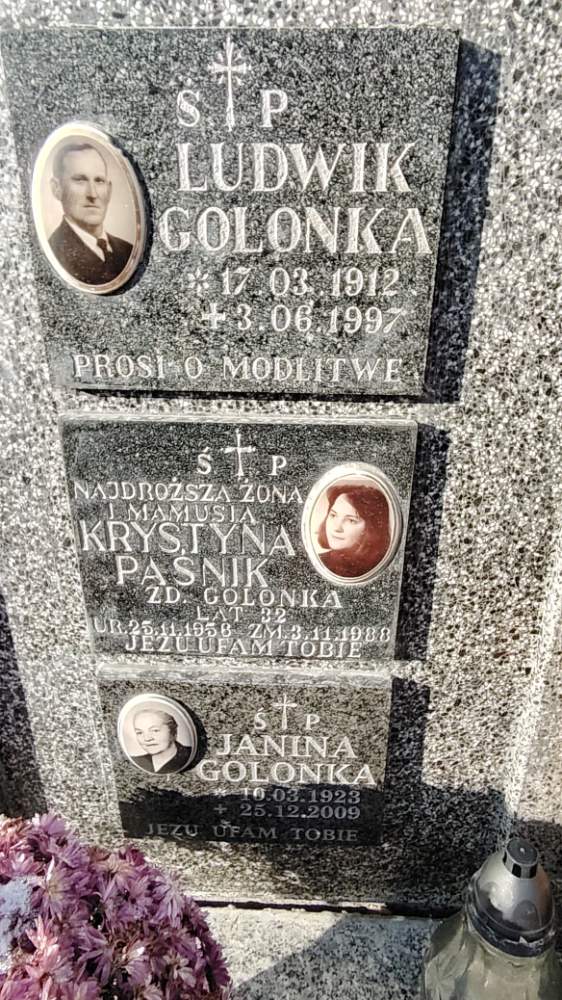 Ś P
LUDWIK
GOLONKA
* 17.03.1912
+ 3.06.1997
PROSI O MODLITWE
Ś P
NAJDROŻSZA ŻONA
I MAMUSIA
KRYSTYNA
PAŚNIK
ZD. GOLONKA
LAT 32
UR.25.11.1956 ZM.3.11.1988
JEZU UFAM TOBIE
Ś P
JANINA
GOLONKA
* 10.03.1923
+ 25.12.2009
JEZU UFAM TOBIE